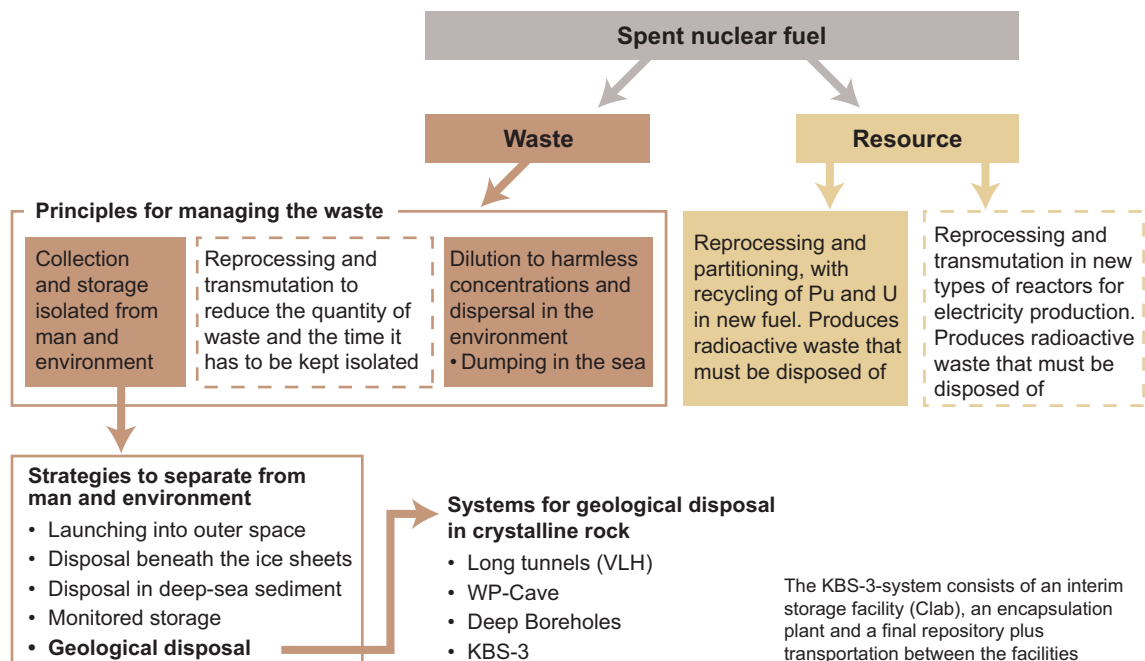 Spent nuclear fuel
Waste
Resource
Principles for managing the waste
Collection
and storage
isolated from
man and
environment
Reprocessing and
transmutation to
reduce the quantity of
waste and the time it
has to be kept isolated
Dilution to harmless
concentrations and
dispersal in the
environment
• Dumping in the sea
Reprocessing and
partitioning, with
recycling of Pu and U
in new fuel. Produces
radioactive waste that
must be disposed of
Reprocessing and
transmutation in new
types of reactors for
electricity production.
Produces radioactive
waste that must be
disposed of
Strategies to separate from
man and environment
• Launching into outer space
• Disposal beneath the ice sheets
• Disposal in deep-sea sediment
• Monitored storage
• Geological disposal
Systems for geological disposal
in crystalline rock
• Long tunnels (VLH)
• WP-Cave
• Deep Boreholes
• KBS-3
The KBS-3-system consists of an interim
storage facility (Clab), an encapsulation
plant and a final repository plus
transportation between the facilities